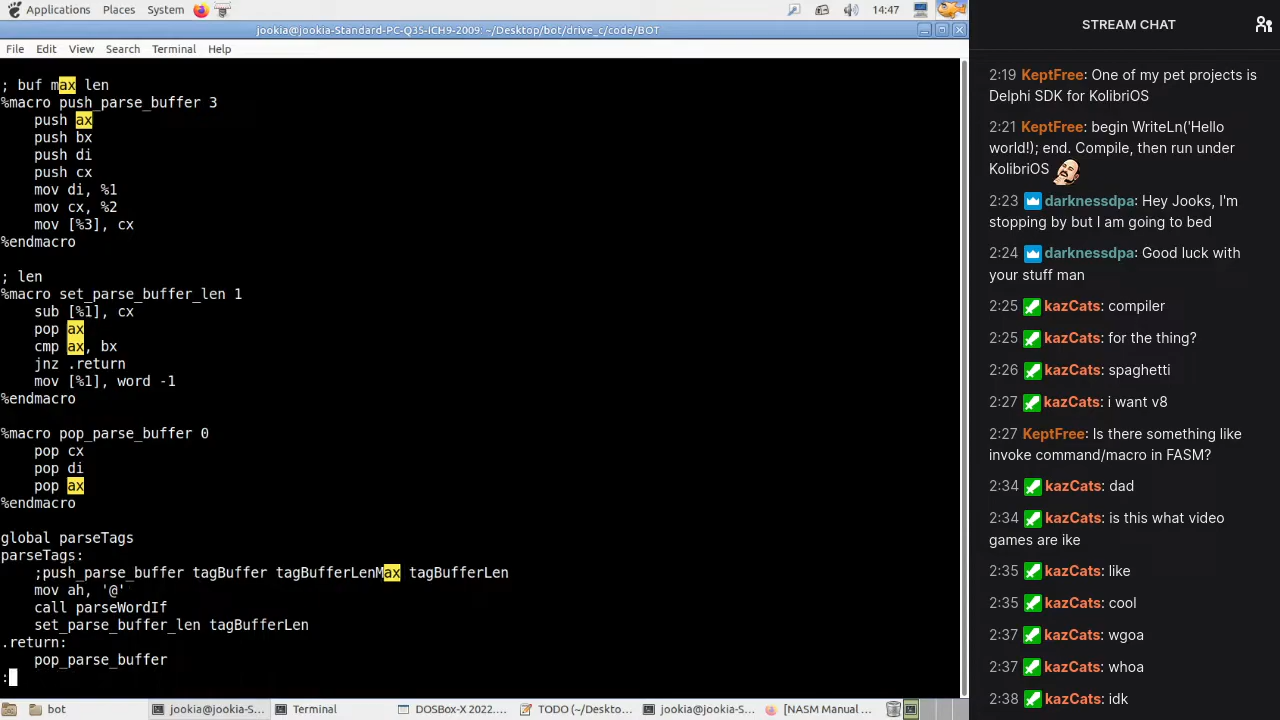 Applications Places System 14:47
jookia@jookia-Standard-PC-Q35-ICH9-2009: ~/Desktop/bot/drive_c/code/BOT
File Edit View Search Terminal Help
; buf max len
%macro push_parse_buffer 3
push ax
push bx
push di
push cx
mov di, %1
mov cx, %2
mov [%3], cx
%endmacro
; len
%macro set_parse_buffer_len 1
sub [%1], cx
pop ax
cmp ax, bx
jnz .return
mov [%1], word -1
%endmacro
%macro pop_parse_buffer 0
pop cx
pop di
pop ax
%endmacro
global parseTags
parseTags:
;push_parse_buffer tagBuffer tagBufferLenMax tagBufferLen
mov ah, '@'
call parseWordIf
set_parse_buffer_len tagBufferLen
.return:
pop_parse_buffer
:
bot jookia@jookia-S... Terminal DOSBox-X 2022.... TODO (~/Deskto... jookia@jookia-S... [NASM Manual ...
STREAM CHAT
2:19 KeptFree: One of my pet projects is
Delphi SDK for KolibriOS
2:21 KeptFree: begin WriteLn('Hello
world!); end. Compile, then run under
KolibriOS
2:23 darknessdpa: Hey Jooks, I'm
stopping by but I am going to bed
2:24 darknessdpa: Good luck with
your stuff man
2:25 kazCats: compiler
2:25 kazCats: for the thing?
2:26 kazCats: spaghetti
2:27 kazCats: i want v8
2:27 KeptFree: Is there something like
invoke command/macro in FASM?
2:34 kazCats: dad
2:34 kazCats: is this what video
games are ike
2:35 kazCats: like
2:35 kazCats: cool
2:37 kazCats: wgoa
2:37 kazCats: whoa
2:38 kazCats: idk